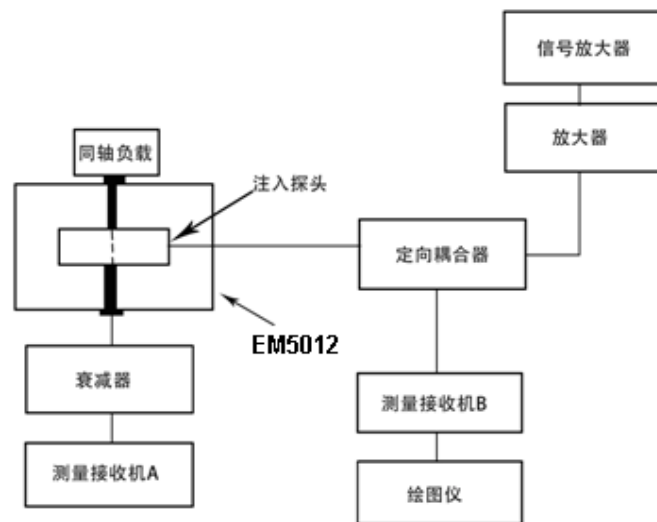 信号放大器
放大器
同轴负载
注入探头
定向耦合器
EM5012
衰减器
测量接收机B
测量接收机A
绘图仪